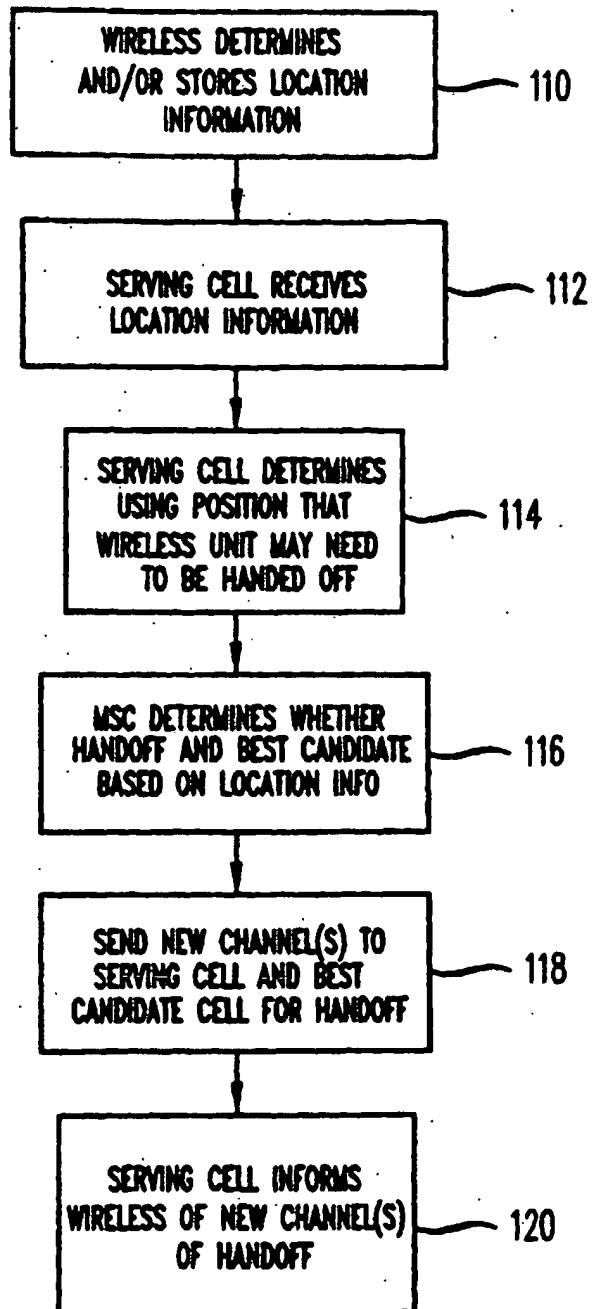 WIRELESS DETERMINES
AND/OR STORES LOCATION
INFORMATION
110
SERVING CELL RECEIVES
LOCATION INFORMATION
112
SERVING CELL DETERMINES
USING POSITION THAT
WIRELESS UNIT MAY NEED
TO BE HANDED OFF
114
MSC DETERMINES WHETHER
HANDOFF AND BEST CANDIDATE
BASED ON LOCATION INFO
116
SEND NEW CHANNEL(S) TO
SERVING CELL AND BEST
CANDIDATE CELL FOR HANDOFF
118
SERVING CELL INFORMS
WIRELESS OF NEW CHANNEL(S)
OF HANDOFF
120